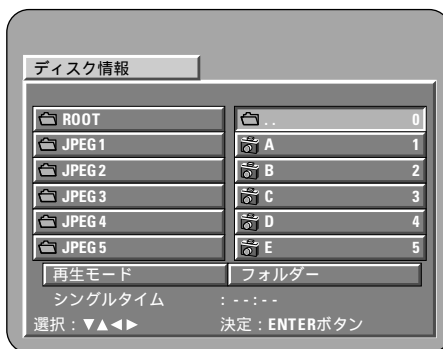 ディスク情報
ROOT
.. 0
JPEG1
A 1
JPEG2
B 2
JPEG3
C 3
JPEG4
D 4
JPEG5
E 5
再生モード フォルダー
シングルタイム : --:--
選択:▼▲◀▶ 決定:ENTERボタン